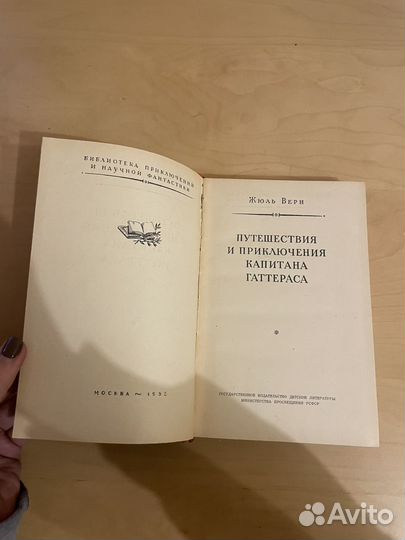 БИБЛИОТЕКА ПРИКЛЮЧЕНИЙ
И НАУЧНОЙ ФАНТАСТИКИ
МОСКВА ~ 1952
Жюль Верн
ПУТЕШЕСТВИЯ
И ПРИКЛЮЧЕНИЯ
КАПИТАНА
ГАТТЕРАСА
*
ГОСУДАРСТВЕННОЕ ИЗДАТЕЛЬСТВО ДЕТСКОЙ ЛИТЕРАТУРЫ
МИНИСТЕРСТВА ПРОСВЕЩЕНИЯ РСФСР
Avito